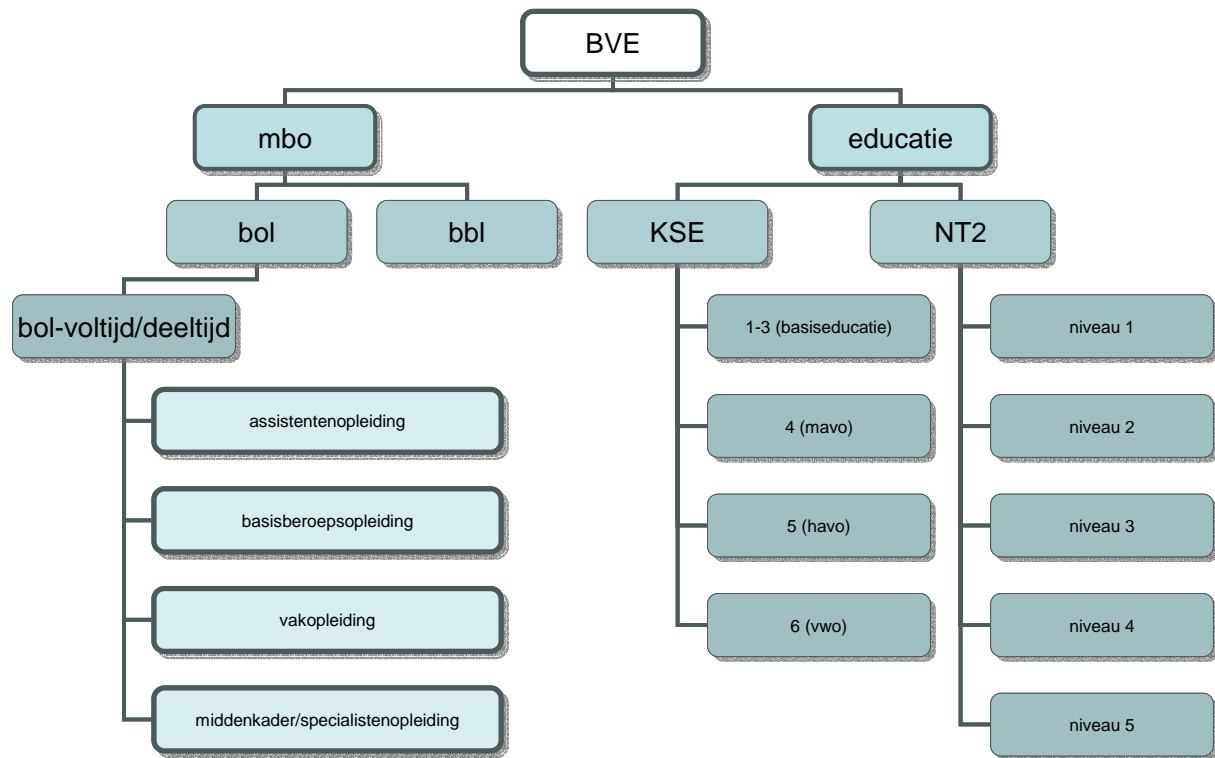 BVE
mbo
educatie
bol
bbl
KSE
NT2
bol-voltijd/deeltijd
assistentenopleiding
basisberoepsopleiding
vakopleiding
middenkader/specialistenopleiding
1-3 (basiseducatie)
4 (mavo)
5 (havo)
6 (vwo)
niveau 1
niveau 2
niveau 3
niveau 4
niveau 5